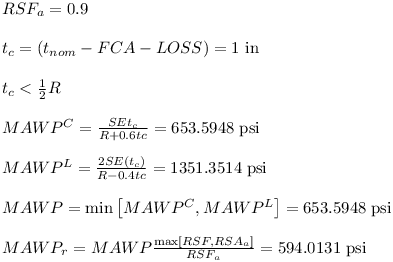 RSF_a = 0.9
t_c = (t_nom − FCA − LOSS) = 1 in
t_c < 1/2 R
MAWP^C = SEt_c / (R+0.6tc) = 653.5948 psi
MAWP^L = 2SE(t_c) / (R−0.4tc) = 1351.3514 psi
MAWP = min [MAWP^C, MAWP^L] = 653.5948 psi
MAWP_r = MAWP max[RSF,RSA_a] / RSF_a = 594.0131 psi